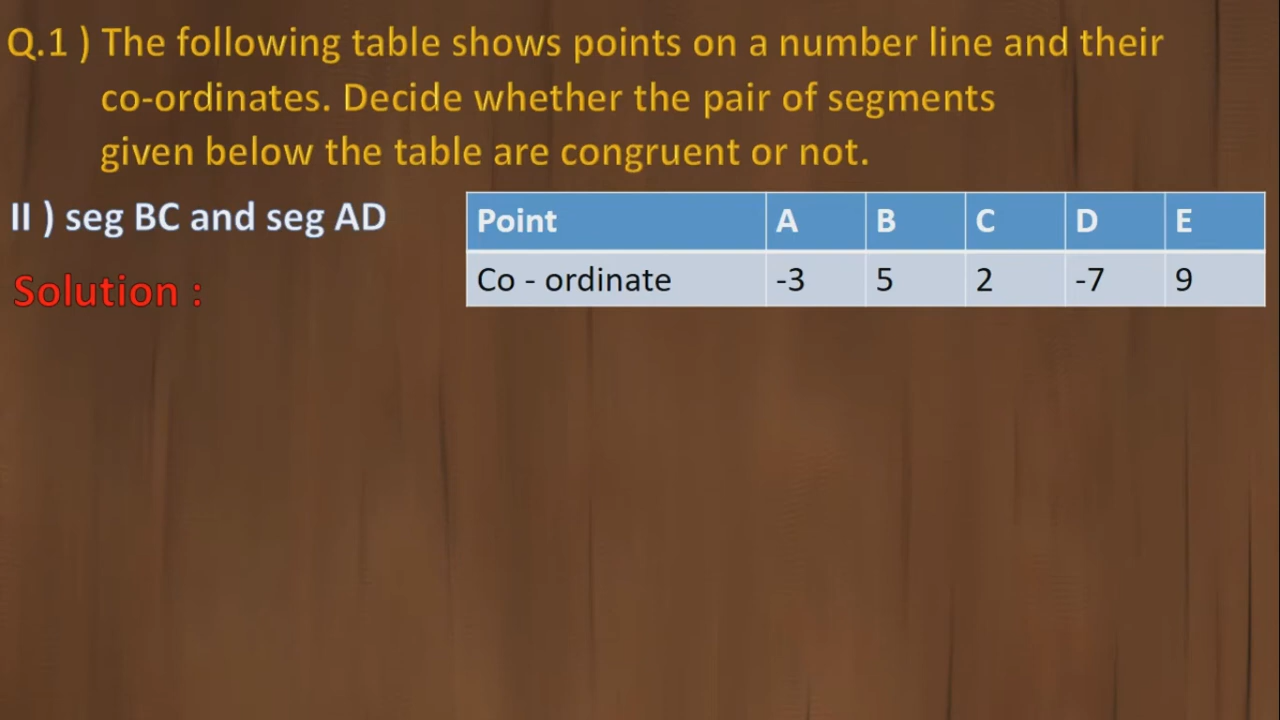 Q.1 ) The following table shows points on a number line and their
co-ordinates. Decide whether the pair of segments
given below the table are congruent or not.
II ) seg BC and seg AD
Point A B C D E
Co - ordinate -3 5 2 -7 9
Solution :